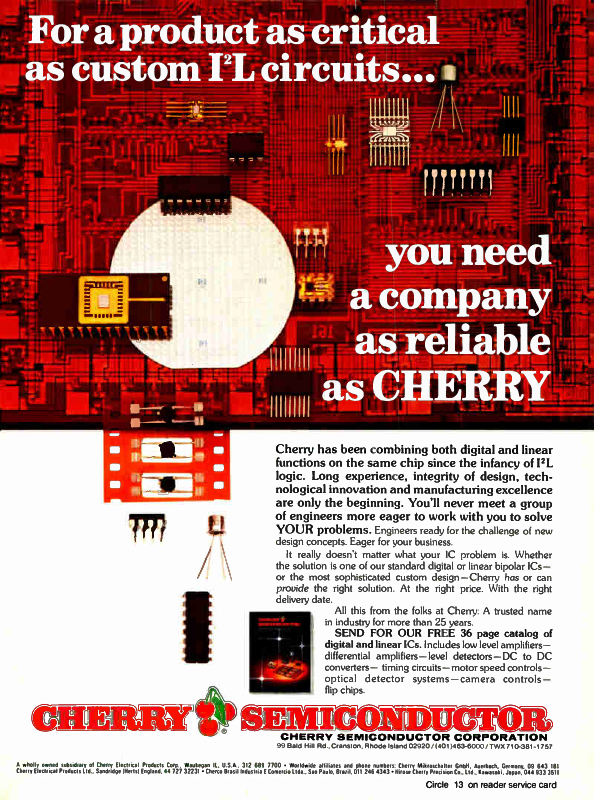 For a product as critical
as custom I²L circuits...
you need
a company
as reliable
as CHERRY
Cherry has been combining both digital and linear
functions on the same chip since the infancy of I²L
logic. Long experience, integrity of design, tech-
nological innovation and manufacturing excellence
are only the beginning. You'll never meet a group
of engineers more eager to work with you to solve
YOUR problems. Engineers ready for the challenge of new
design concepts. Eager for your business.
It really doesn't matter what your IC problem is. Whether
the solution is one of our standard digital or linear bipolar ICs—
or the most sophisticated custom design—Cherry has or can
provide the right solution. At the right price. With the right
delivery date.
All this from the folks at Cherry: A trusted name
in industry for more than 25 years.
SEND FOR OUR FREE 36 page catalog of
digital and linear ICs. Includes low level amplifiers—
differential amplifiers—level detectors—DC to DC
converters— timing circuits—motor speed controls—
optical detector systems—camera controls—
flip chips.
CHERRY SEMICONDUCTOR
CHERRY SEMICONDUCTOR CORPORATION
99 Bald Hill Rd., Cranston, Rhode Island 02920 / (401) 463-6000 / TWX 710-381-1757
A wholly owned subsidiary of Cherry Electrical Products Corp., Waukegan IL, U.S.A., 312 689 7700 • Worldwide affiliates and phone numbers: Cherry Mikroschalter GmbH, Auerbach, Germany, 09 643 181
Cherry Electrical Products Ltd., Sandridge (Herts) England, 44 727 32231 • Cherco Brasil Industria E Comercio Ltda., Sao Paulo, Brazil, 011 246 4343 • Hirose Cherry Precision Co., Ltd., Kawasaki, Japan, 044 933 3511
Circle 13 on reader service card